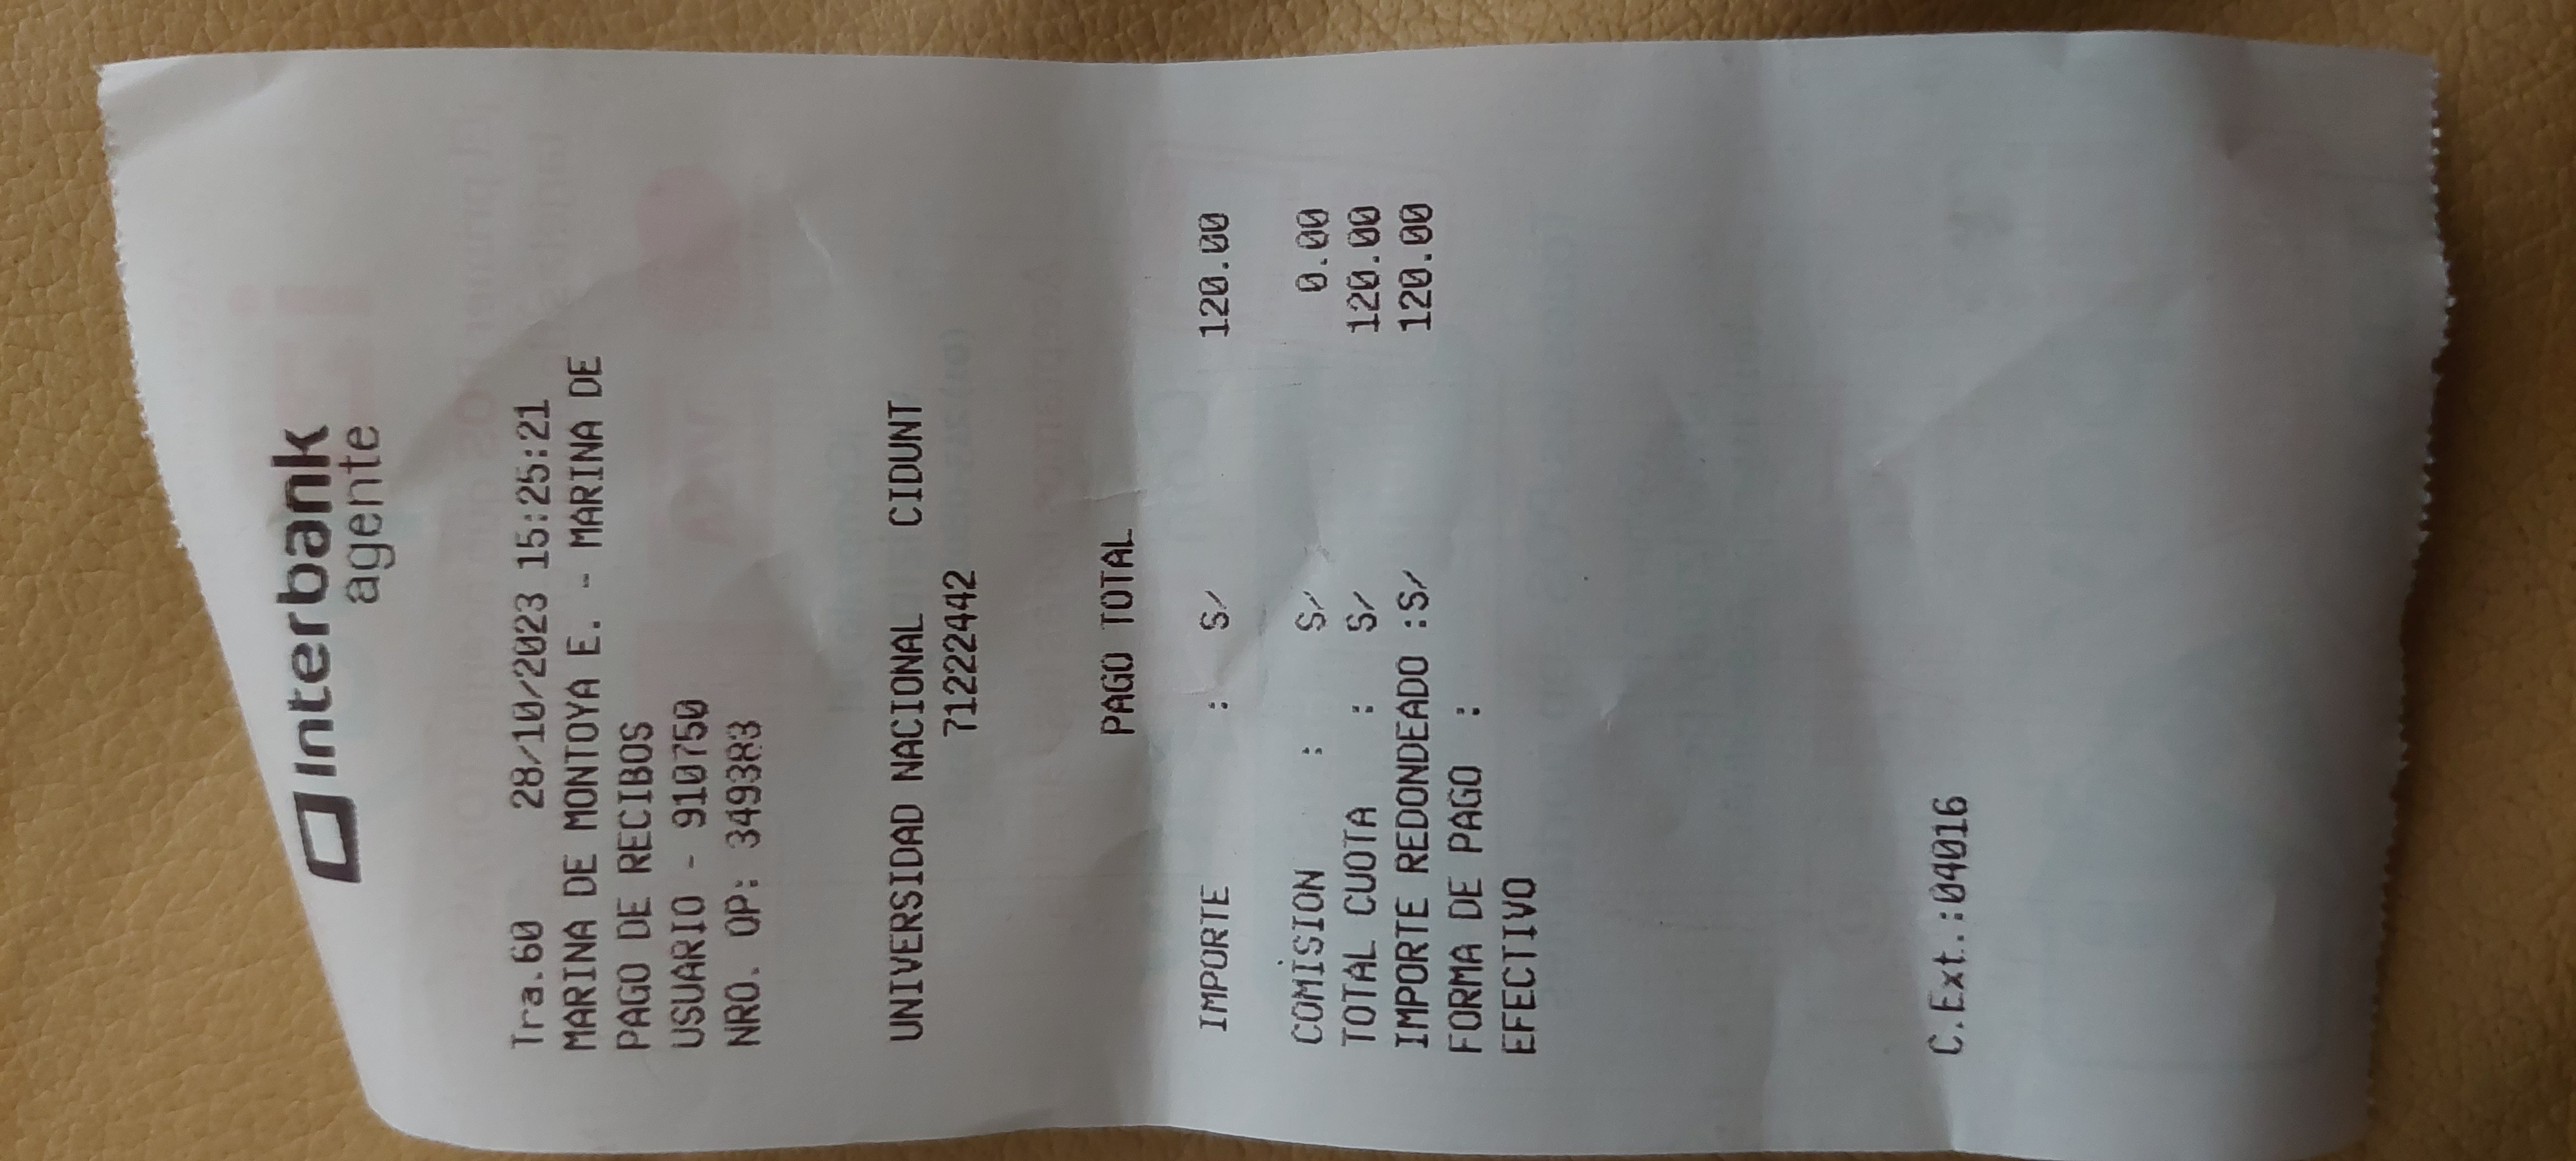 Interbank
agente
Tra.60 28/10/2023 15:25:21
MARINA DE MONTOYA E. - MARINA DE
PAGO DE RECIBOS
USUARIO - 910750
NRO. OP: 349383
UNIVERSIDAD NACIONAL CIDUNT
71222442
PAGO TOTAL
IMPORTE : S/ 120.00
COMISION : S/ 0.00
TOTAL CUOTA : S/ 120.00
IMPORTE REDONDEADO :S/ 120.00
FORMA DE PAGO :
EFECTIVO
C.Ext.:04016